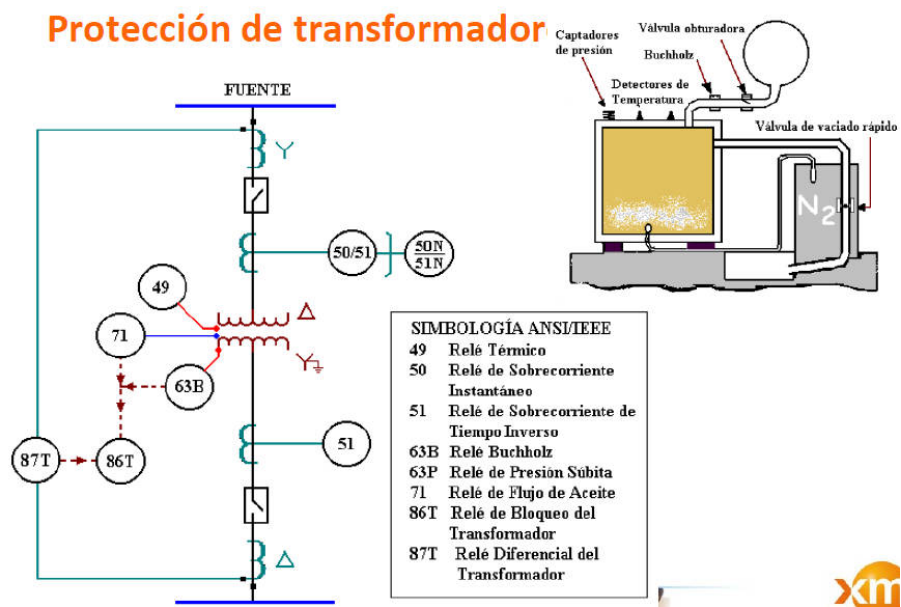 Protección de transformador
Captadores
de presión
Válvula obturadora
Buchholz
Detectores de
Temperatura
Válvula de vaciado rápido
N2
FUENTE
Y
50/51
50N
51N
49
Δ
71
63B
Y
51
87T
86T
Δ
SIMBOLOGÍA ANSI/IEEE
49 Relé Térmico
50 Relé de Sobrecorriente
Instantáneo
51 Relé de Sobrecorriente de
Tiempo Inverso
63B Relé Buchholz
63P Relé de Presión Súbita
71 Relé de Flujo de Aceite
86T Relé de Bloqueo del
Transformador
87T Relé Diferencial del
Transformador
xm